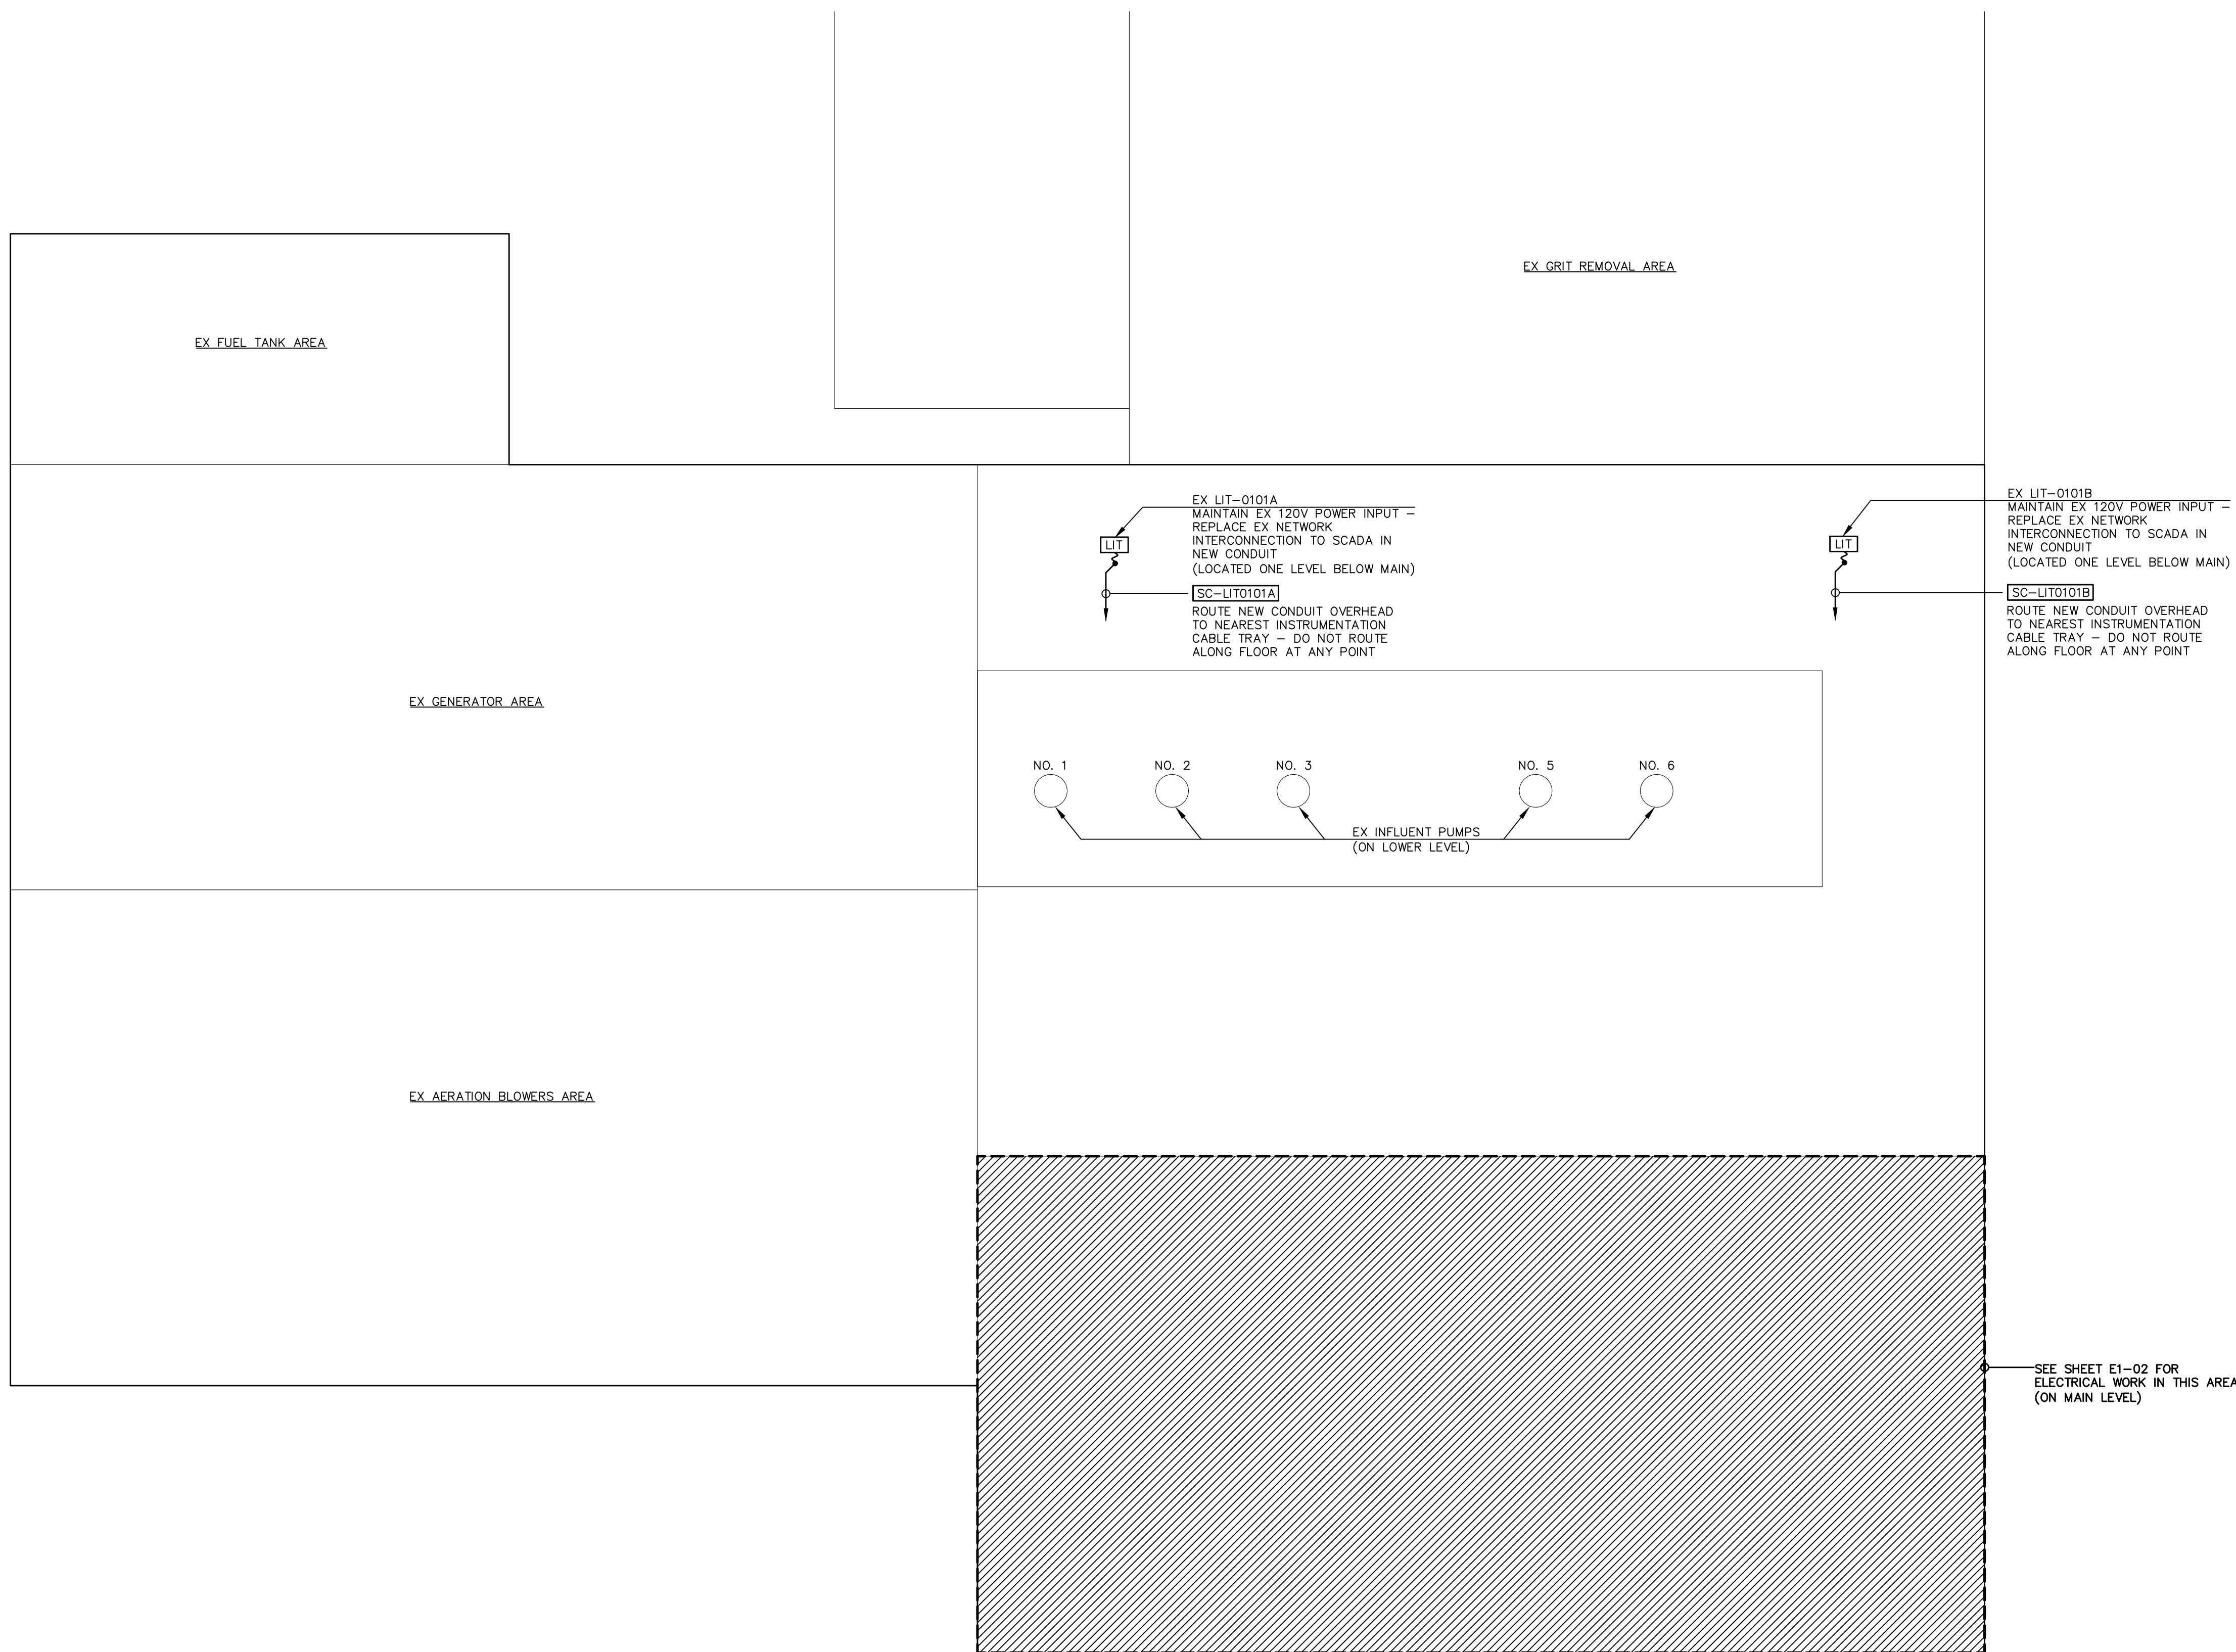 EX GRIT REMOVAL AREA
EX FUEL TANK AREA
EX LIT-0101A
MAINTAIN EX 120V POWER INPUT -
REPLACE EX NETWORK
INTERCONNECTION TO SCADA IN
NEW CONDUIT
(LOCATED ONE LEVEL BELOW MAIN)
LIT
SC-LIT0101A
ROUTE NEW CONDUIT OVERHEAD
TO NEAREST INSTRUMENTATION
CABLE TRAY - DO NOT ROUTE
ALONG FLOOR AT ANY POINT
EX LIT-0101B
MAINTAIN EX 120V POWER INPUT -
REPLACE EX NETWORK
INTERCONNECTION TO SCADA IN
NEW CONDUIT
(LOCATED ONE LEVEL BELOW MAIN)
LIT
SC-LIT0101B
ROUTE NEW CONDUIT OVERHEAD
TO NEAREST INSTRUMENTATION
CABLE TRAY - DO NOT ROUTE
ALONG FLOOR AT ANY POINT
EX GENERATOR AREA
NO. 1
NO. 2
NO. 3
NO. 5
NO. 6
EX INFLUENT PUMPS
(ON LOWER LEVEL)
EX AERATION BLOWERS AREA
SEE SHEET E1-02 FOR
ELECTRICAL WORK IN THIS AREA
(ON MAIN LEVEL)